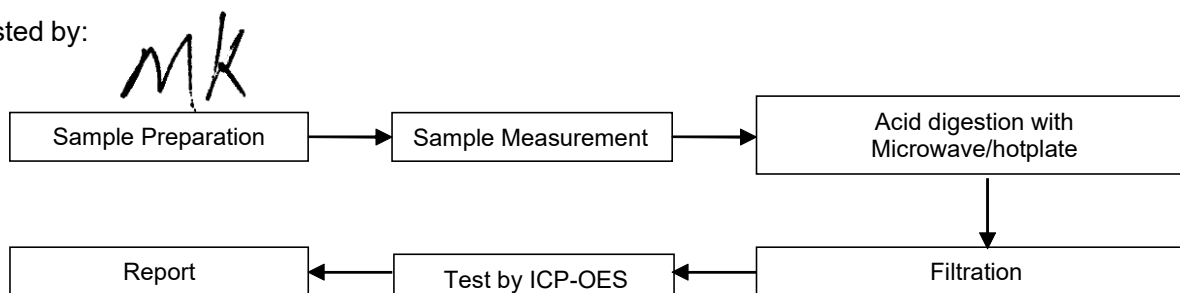 sted by:
MK
Sample Preparation
Sample Measurement
Acid digestion with
Microwave/hotplate
Report
Test by ICP-OES
Filtration